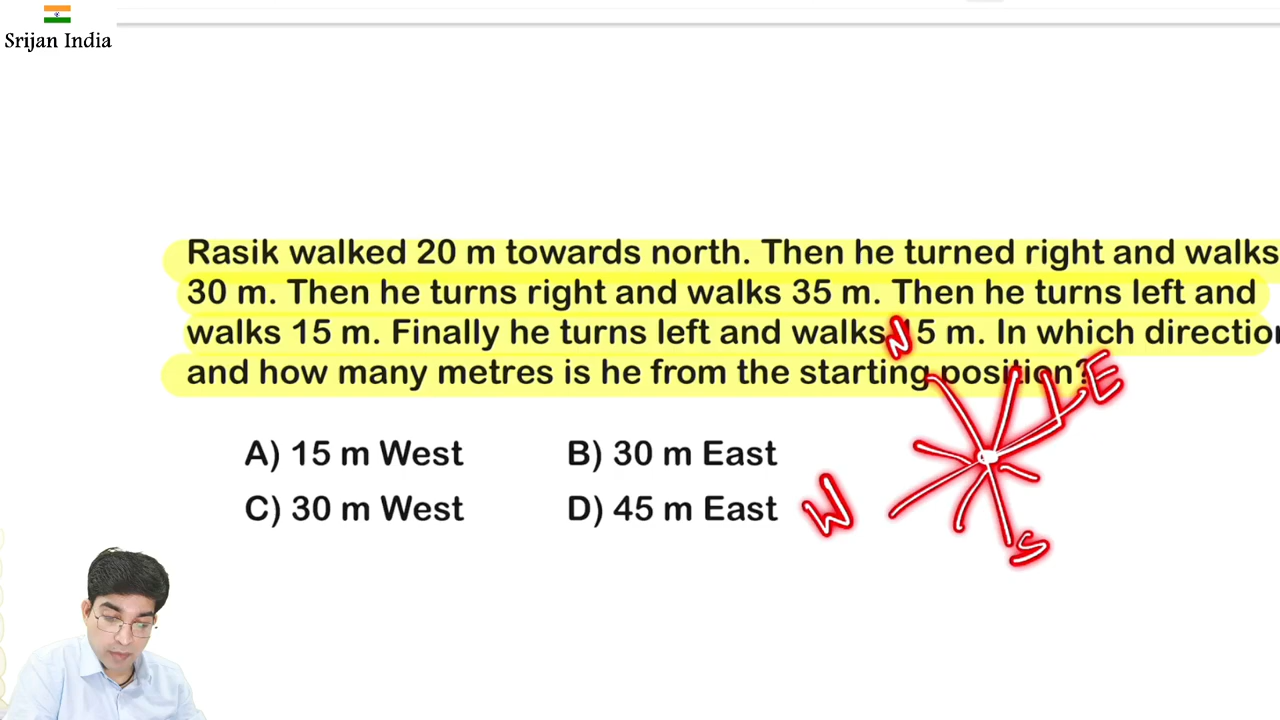 Srijan India
Rasik walked 20 m towards north. Then he turned right and walks
30 m. Then he turns right and walks 35 m. Then he turns left and
walks 15 m. Finally he turns left and walks 15 m. In which direction
and how many metres is he from the starting position?
N
E
A) 15 m West B) 30 m East
C) 30 m West D) 45 m East
W
S